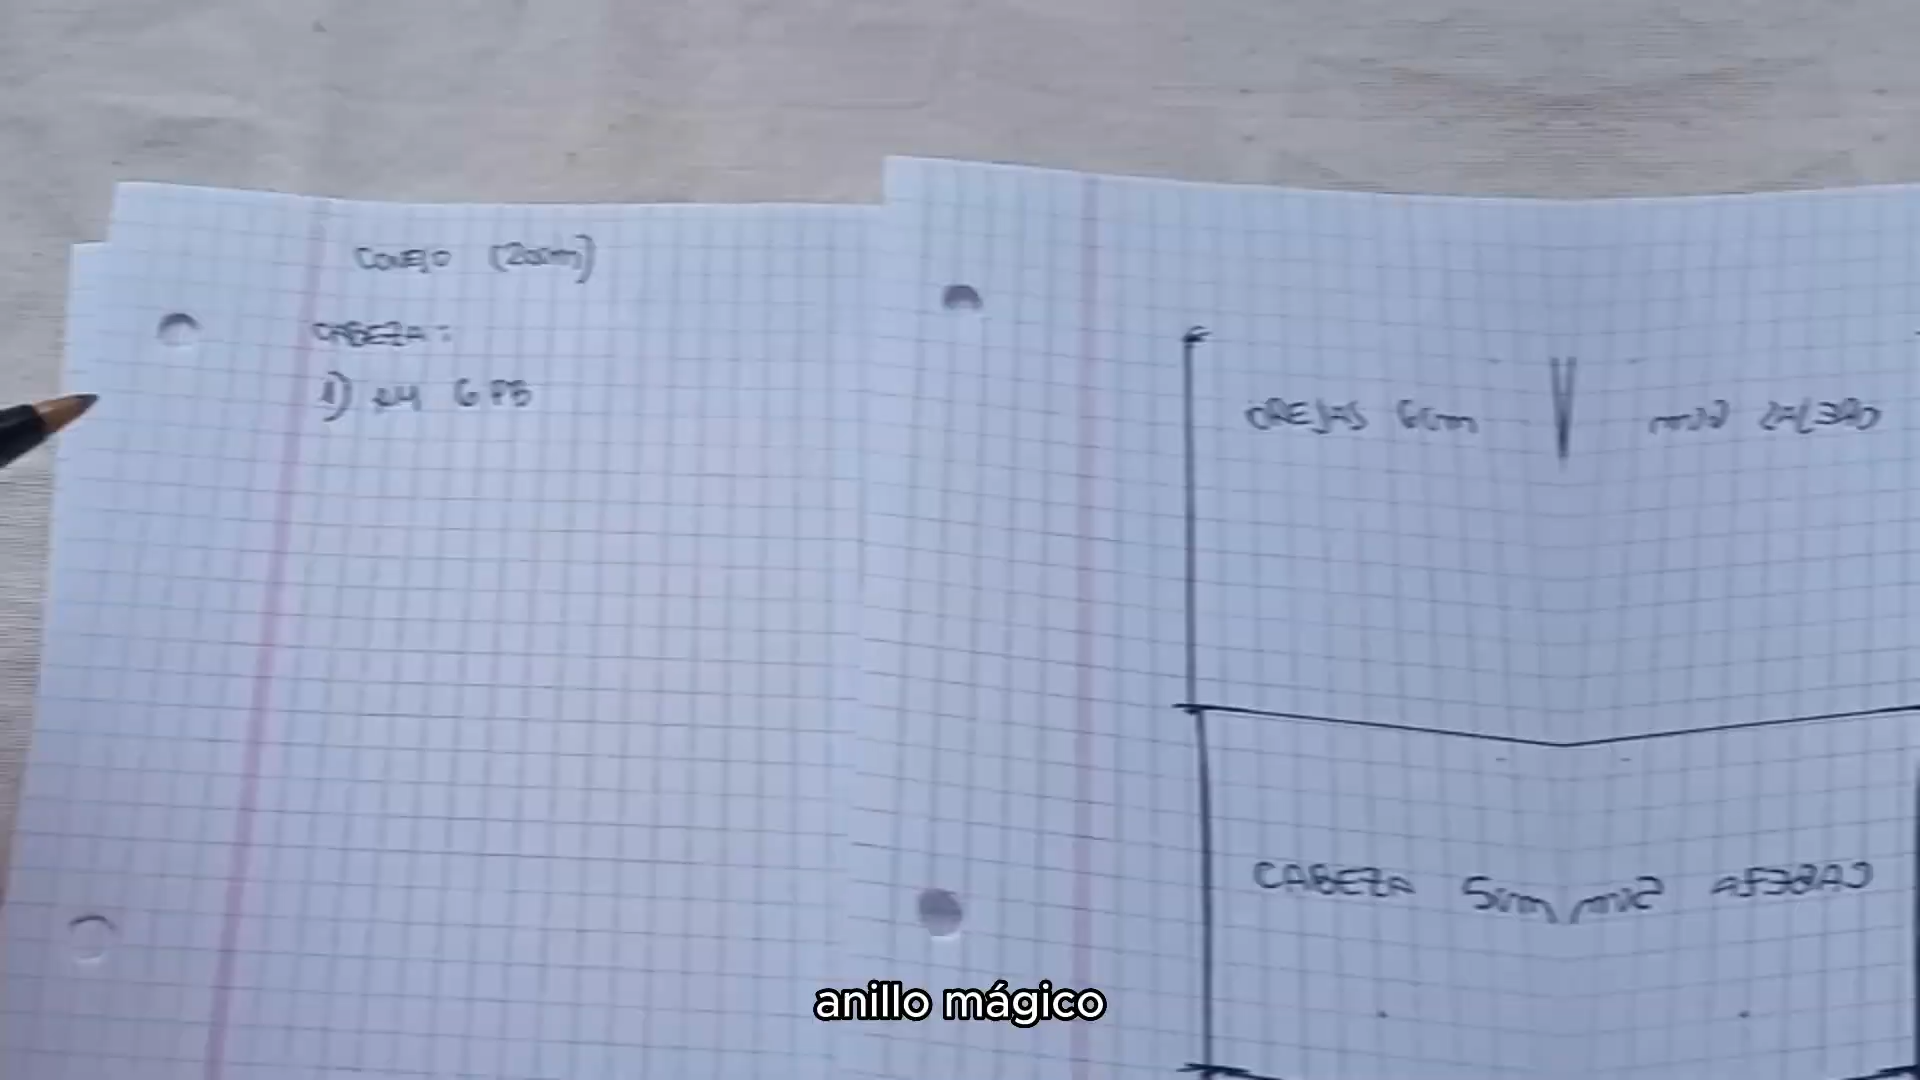 CONEJO (20cm)
CABEZA:
1) AM 6 PB
OREJAS 6cm
CABEZA 5cm
anillo mágico